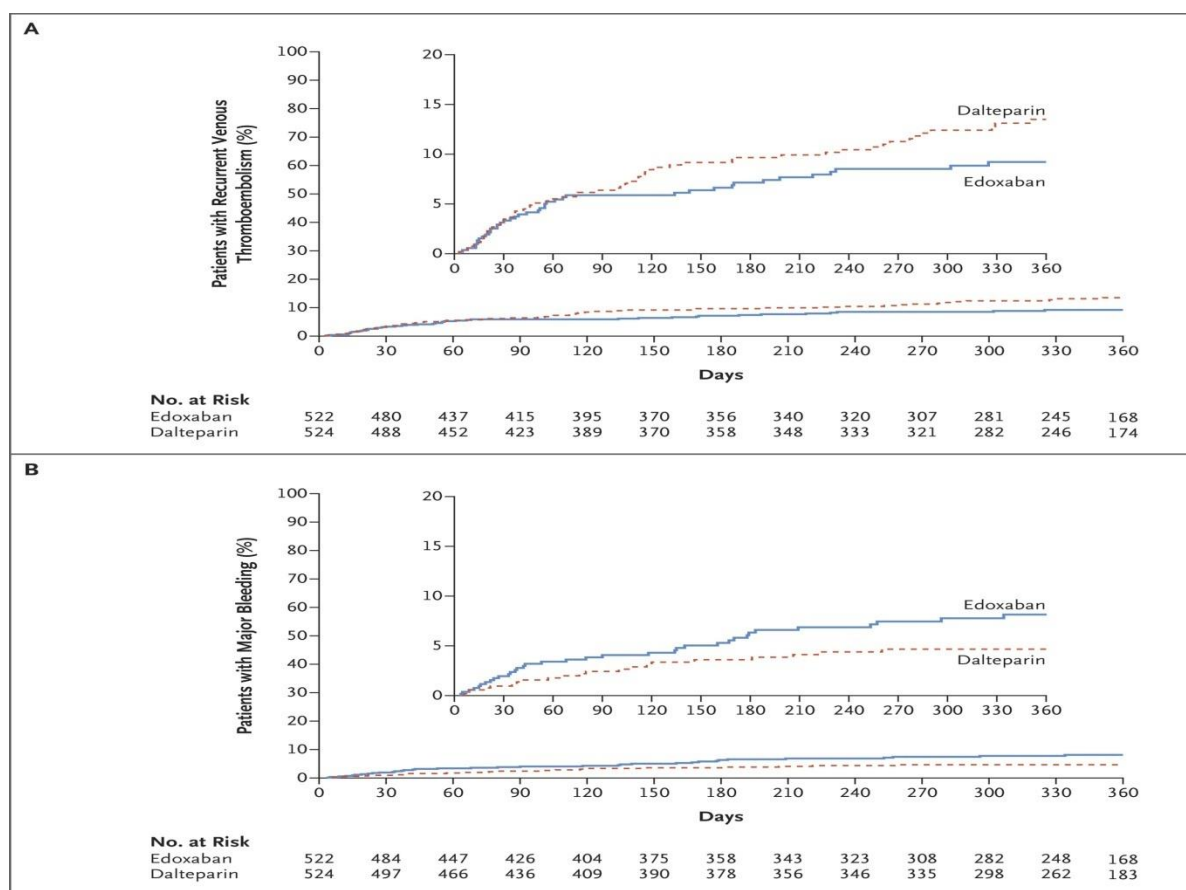 A
Patients with Recurrent Venous
Thromboembolism (%)
100
90
80
70
60
50
40
30
20
10
0
20
15
10
5
0
Dalteparin
Edoxaban
0 30 60 90 120 150 180 210 240 270 300 330 360
0 30 60 90 120 150 180 210 240 270 300 330 360
Days
No. at Risk
Edoxaban 522 480 437 415 395 370 356 340 320 307 281 245 168
Dalteparin 524 488 452 423 389 370 358 348 333 321 282 246 174
B
Patients with Major Bleeding (%)
100
90
80
70
60
50
40
30
20
10
0
20
15
10
5
0
Edoxaban
Dalteparin
0 30 60 90 120 150 180 210 240 270 300 330 360
0 30 60 90 120 150 180 210 240 270 300 330 360
Days
No. at Risk
Edoxaban 522 484 447 426 404 375 358 343 323 308 282 248 168
Dalteparin 524 497 466 436 409 390 378 356 346 335 298 262 183